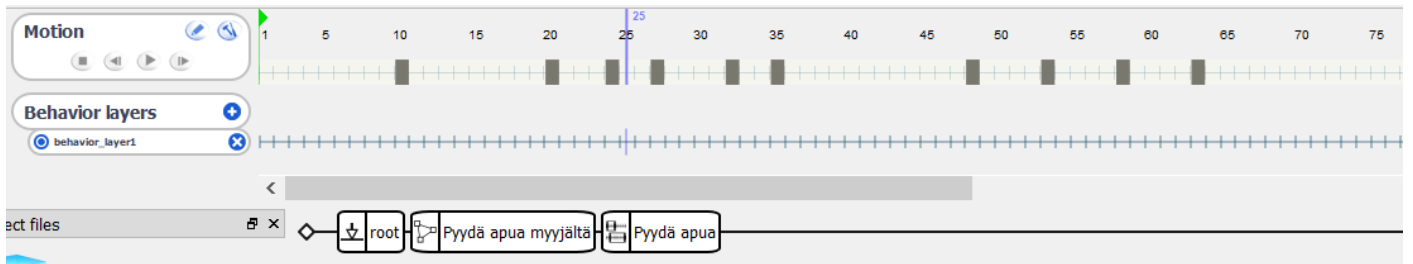 25
Motion
1 5 10 15 20 25 30 35 40 45 50 55 60 65 70 75
Behavior layers
behavior_layer1
ect files
root Pyydä apua myyjältä Pyydä apua